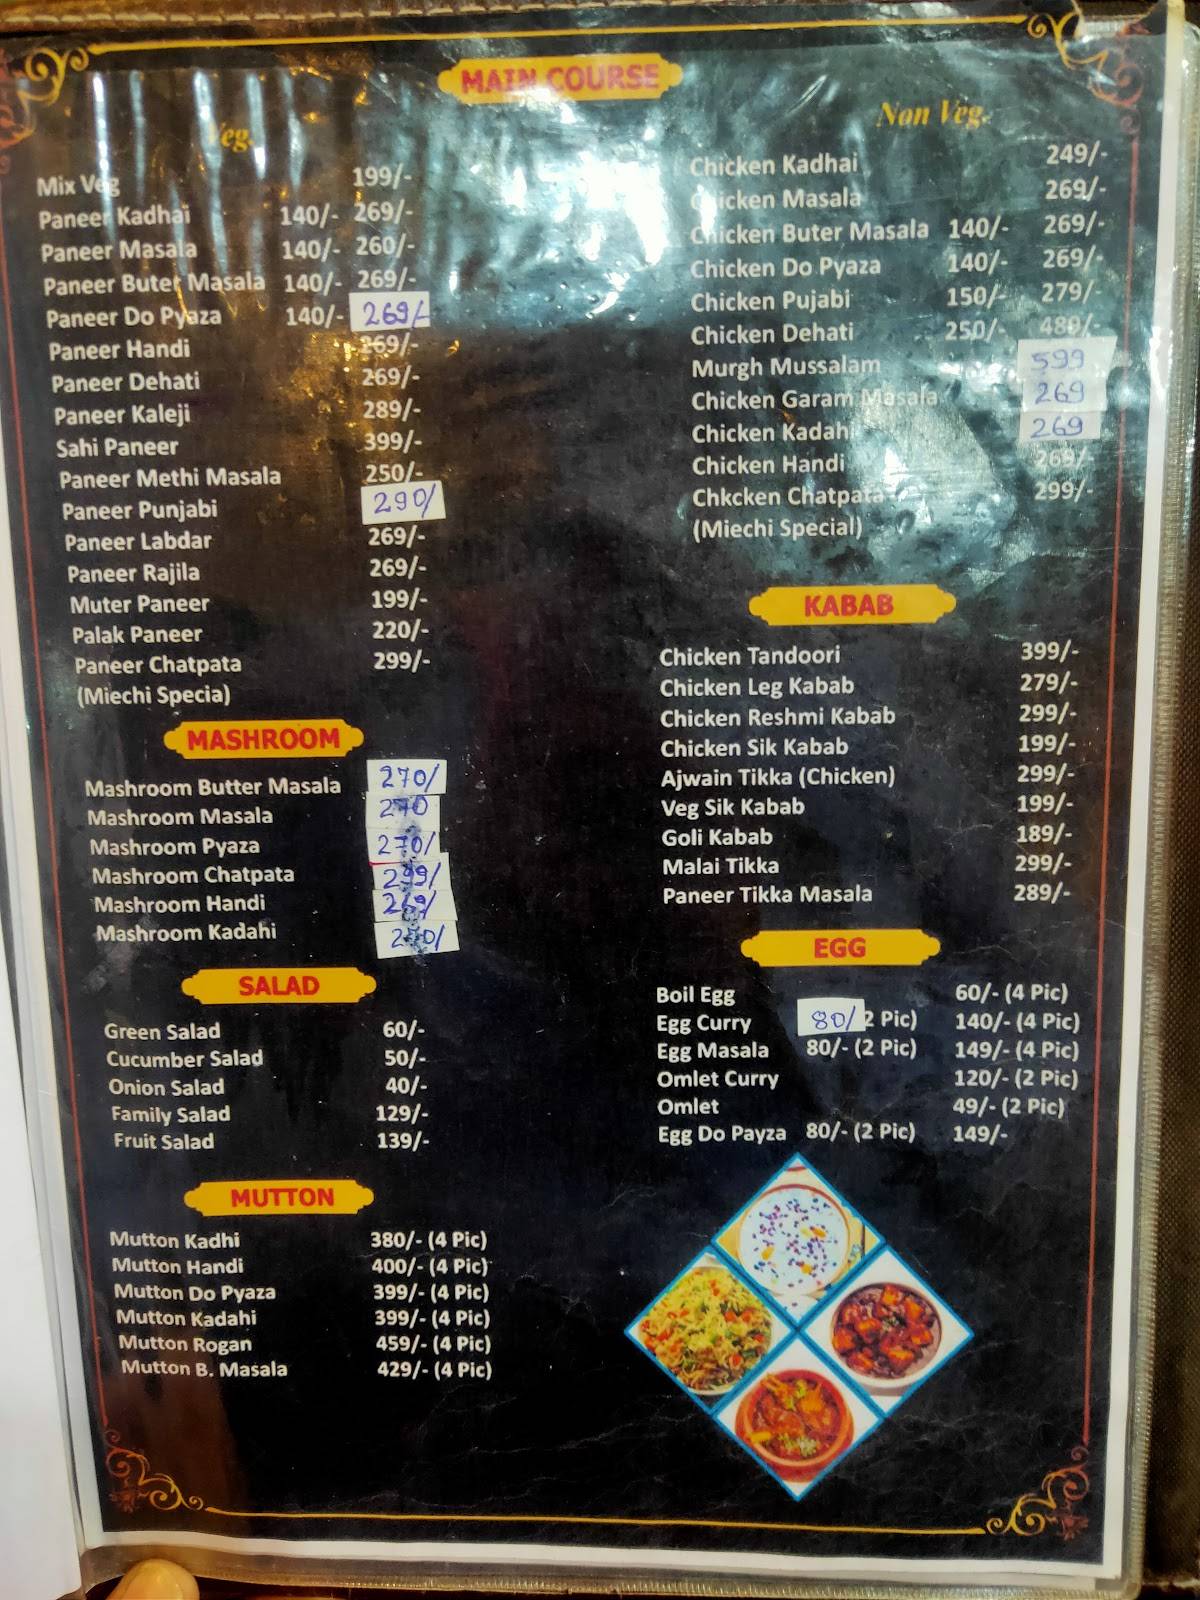 MAIN COURSE
Veg.
Mix Veg 199/-
Paneer Kadhai 140/- 269/-
Paneer Masala 140/- 260/-
Paneer Buter Masala 140/- 269/-
Paneer Do Pyaza 140/- 269/-
Paneer Handi 269/-
Paneer Dehati 269/-
Paneer Kaleji 289/-
Sahi Paneer 399/-
Paneer Methi Masala 250/-
Paneer Punjabi 290/
Paneer Labdar 269/-
Paneer Rajila 269/-
Muter Paneer 199/-
Palak Paneer 220/-
Paneer Chatpata 299/-
(Miechi Specia)
MASHROOM
Mashroom Butter Masala 270/
Mashroom Masala 270
Mashroom Pyaza 270/
Mashroom Chatpata 299/
Mashroom Handi 269/
Mashroom Kadahi
SALAD
Green Salad 60/-
Cucumber Salad 50/-
Onion Salad 40/-
Family Salad 129/-
Fruit Salad 139/-
MUTTON
Mutton Kadhi 380/- (4 Pic)
Mutton Handi 400/- (4 Pic)
Mutton Do Pyaza 399/- (4 Pic)
Mutton Kadahi 399/- (4 Pic)
Mutton Rogan 459/- (4 Pic)
Mutton B. Masala 429/- (4 Pic)
Non Veg.
Chicken Kadhai 249/-
Chicken Masala 269/-
Chicken Buter Masala 140/- 269/-
Chicken Do Pyaza 140/- 269/-
Chicken Pujabi 150/- 279/-
Chicken Dehati 250/- 480/-
Murgh Mussalam 599
Chicken Garam Masala 269
Chicken Kadahi 269
Chicken Handi 269/-
Chkcken Chatpata 299/-
(Miechi Special)
KABAB
Chicken Tandoori 399/-
Chicken Leg Kabab 279/-
Chicken Reshmi Kabab 299/-
Chicken Sik Kabab 199/-
Ajwain Tikka (Chicken) 299/-
Veg Sik Kabab 199/-
Goli Kabab 189/-
Malai Tikka 299/-
Paneer Tikka Masala 289/-
EGG
Boil Egg 60/- (4 Pic)
Egg Curry 80/ 2 Pic) 140/- (4 Pic)
Egg Masala 80/- (2 Pic) 149/- (4 Pic)
Omlet Curry 120/- (2 Pic)
Omlet 49/- (2 Pic)
Egg Do Payza 80/- (2 Pic) 149/-